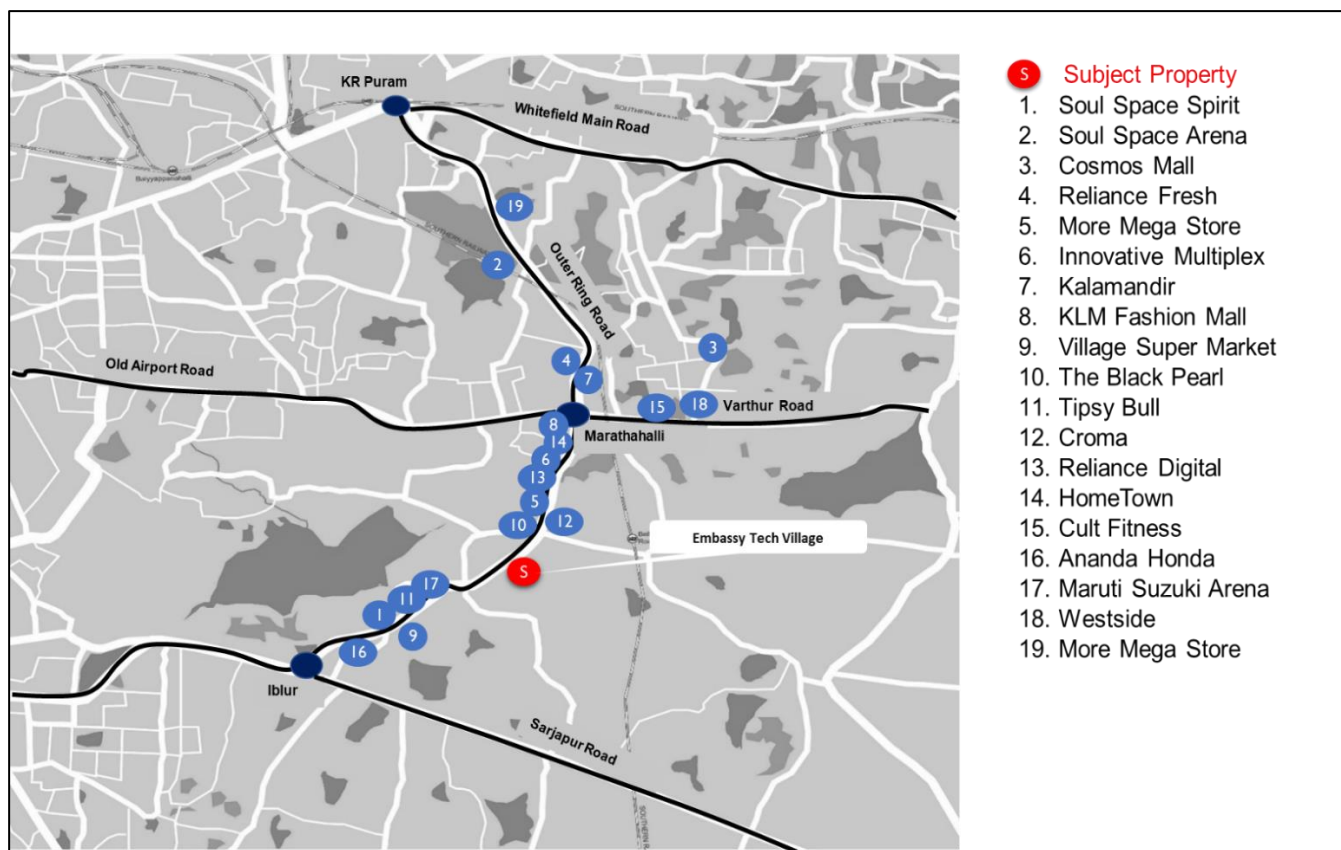 KR Puram
Whitefield Main Road
SOUTHERN RAILWAY
19
2
Outer Ring Road
4
3
7
Old Airport Road
15
18
Varthur Road
8
Marathahalli
14
6
13
5
10
12
Embassy Tech Village
S
17
11
1
9
16
Iblur
Sarjapur Road
S Subject Property
1. Soul Space Spirit
2. Soul Space Arena
3. Cosmos Mall
4. Reliance Fresh
5. More Mega Store
6. Innovative Multiplex
7. Kalamandir
8. KLM Fashion Mall
9. Village Super Market
10. The Black Pearl
11. Tipsy Bull
12. Croma
13. Reliance Digital
14. HomeTown
15. Cult Fitness
16. Ananda Honda
17. Maruti Suzuki Arena
18. Westside
19. More Mega Store